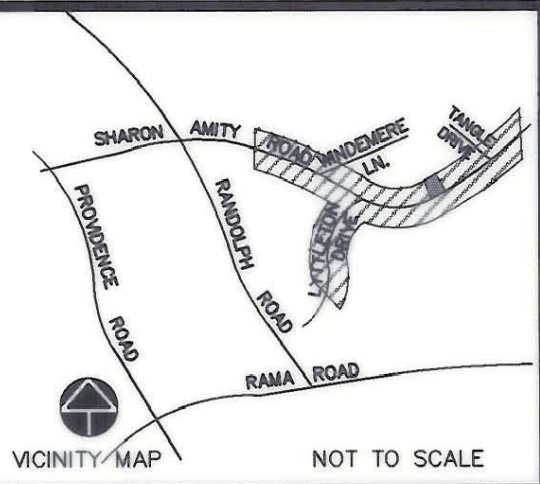 SHARON AMITY ROAD
WINDEMERE
LN.
TANGLE
DRIVE
PROVIDENCE
ROAD
RANDOLPH
ROAD
LYTTLETON
DRIVE
RAMA ROAD
VICINITY MAP
NOT TO SCALE